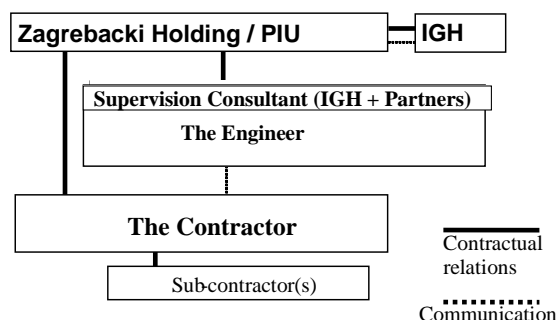 Zagrebacki Holding / PIU
IGH
Supervision Consultant (IGH + Partners)
The Engineer
The Contractor
Sub-contractor(s)
Contractual
relations
Communication